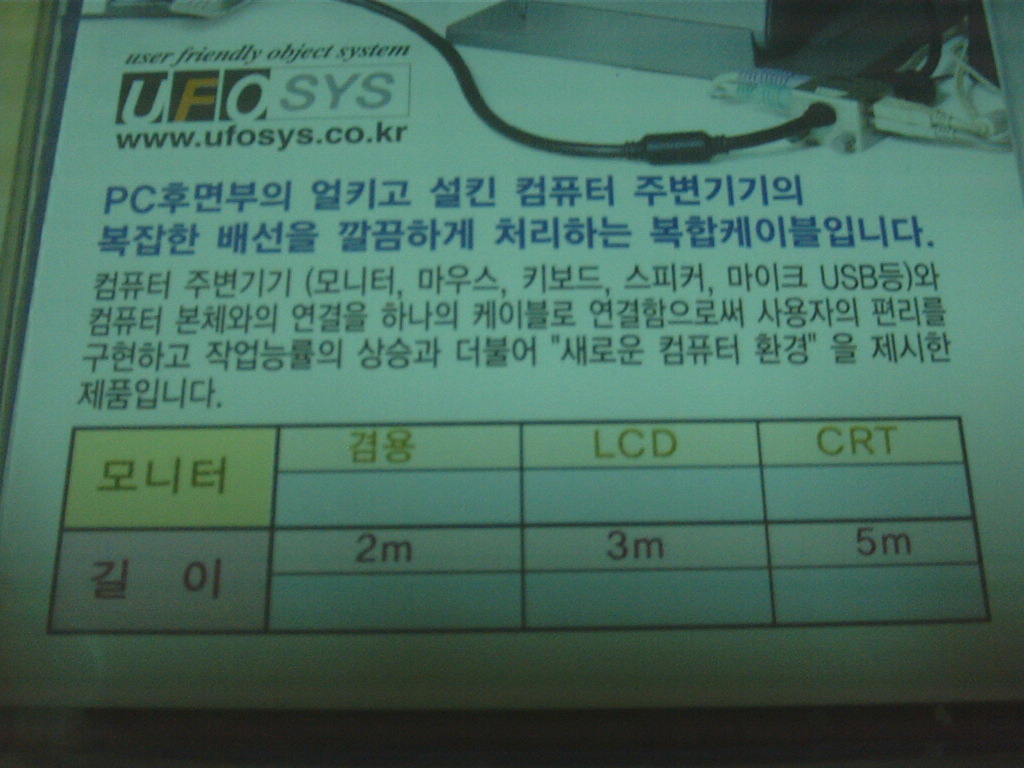 user friendly object system
UFOSYS
www.ufosys.co.kr
PC후면부의 얼키고 설킨 컴퓨터 주변기기의
복잡한 배선을 깔끔하게 처리하는 복합케이블입니다.
컴퓨터 주변기기 (모니터, 마우스, 키보드, 스피커, 마이크 USB등)와
컴퓨터 본체와의 연결을 하나의 케이블로 연결함으로써 사용자의 편리를
구현하고 작업능률의 상승과 더불어 "새로운 컴퓨터 환경" 을 제시한
제품입니다.
모니터 겸용 LCD CRT
길 이 2m 3m 5m